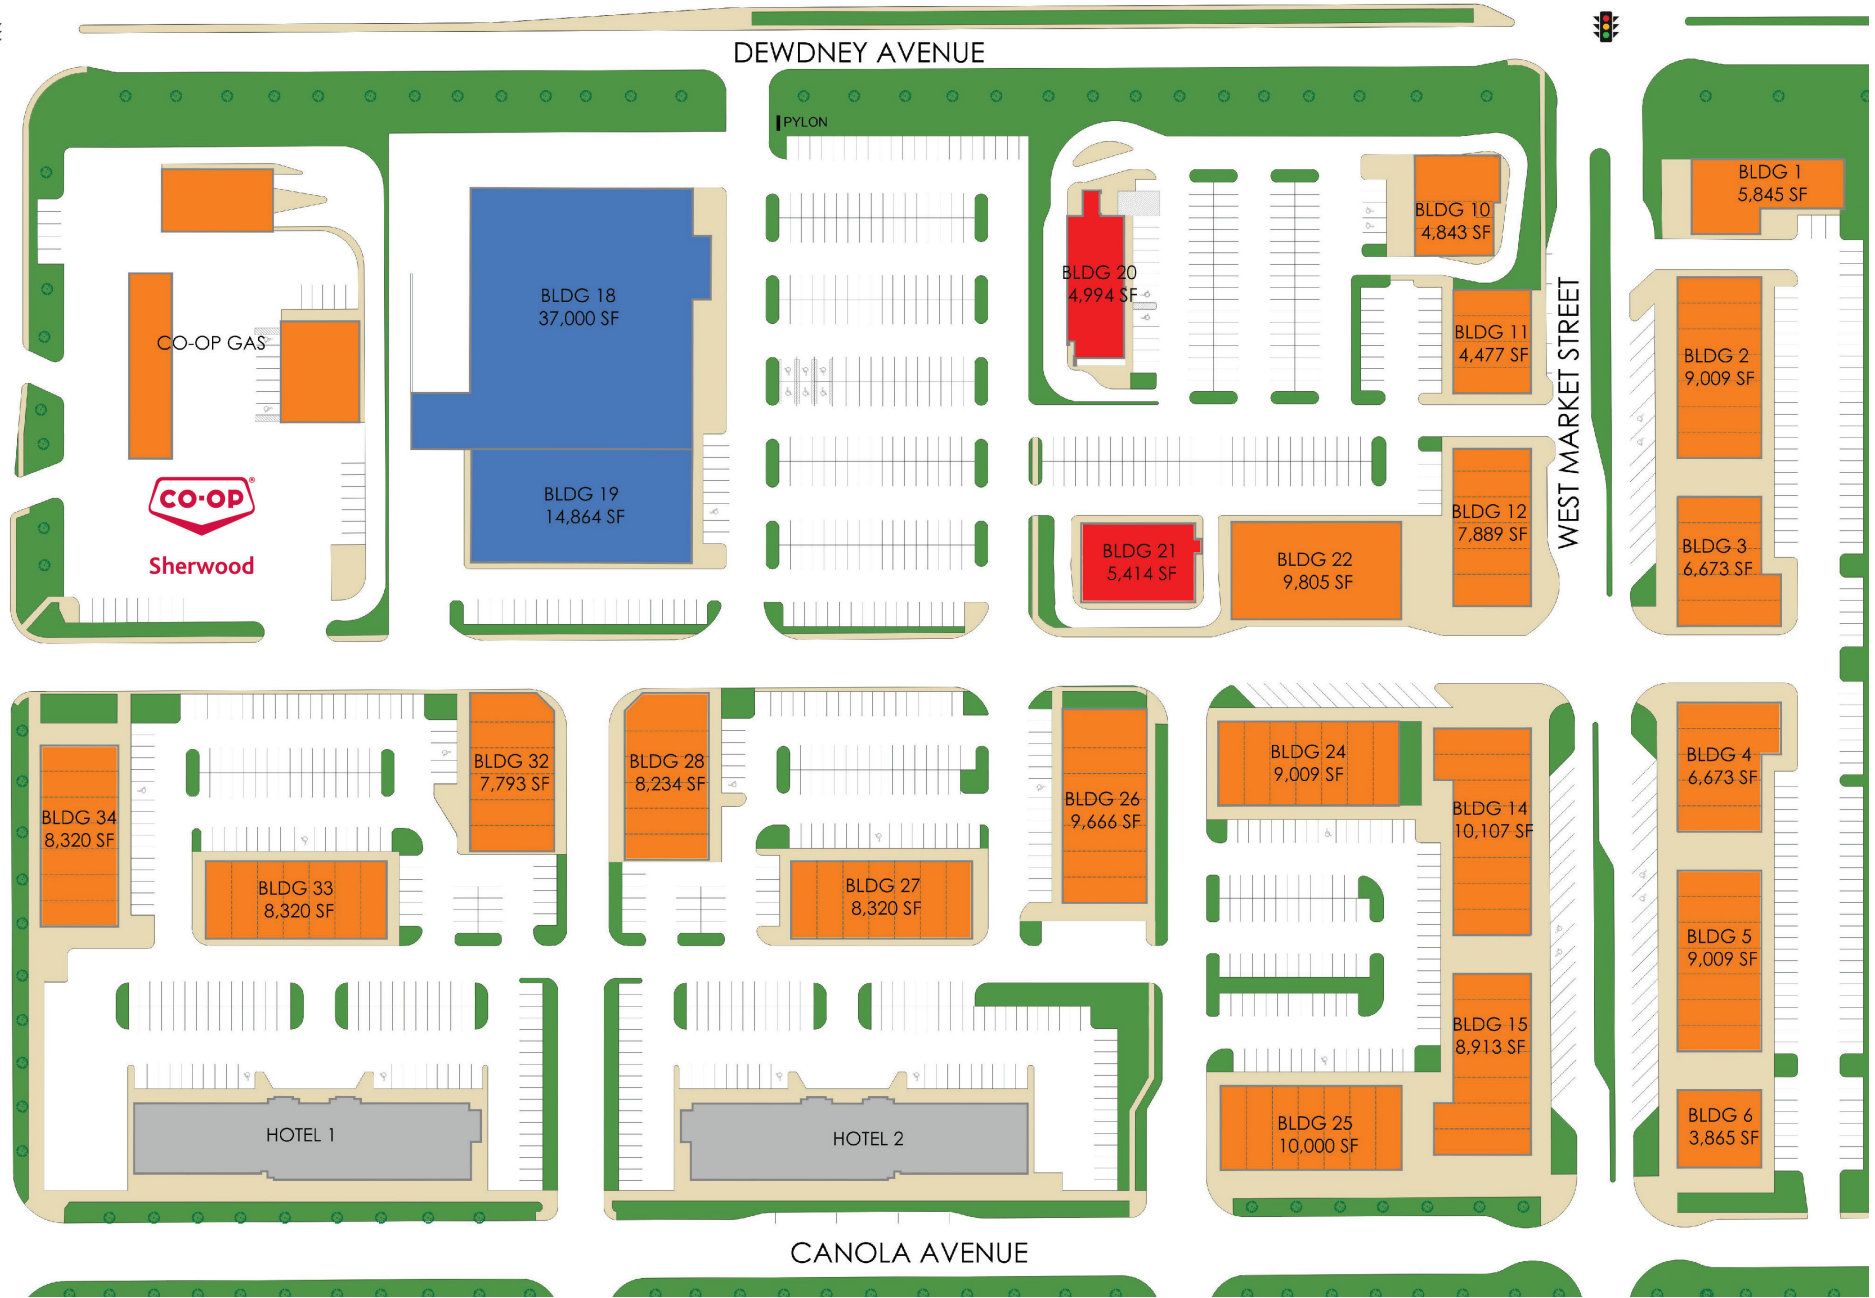 DEWDNEY AVENUE
PYLON
BLDG 1
5,845 SF
BLDG 10
4,843 SF
BLDG 20
4,994 SF
BLDG 18
37,000 SF
BLDG 11
4,477 SF
CO-OP GAS
BLDG 2
9,009 SF
WEST MARKET STREET
CO-OP®
Sherwood
BLDG 19
14,864 SF
BLDG 12
7,889 SF
BLDG 21
5,414 SF
BLDG 22
9,805 SF
BLDG 3
6,673 SF
BLDG 32
7,793 SF
BLDG 28
8,234 SF
BLDG 24
9,009 SF
BLDG 4
6,673 SF
BLDG 34
8,320 SF
BLDG 26
9,666 SF
BLDG 14
10,107 SF
BLDG 33
8,320 SF
BLDG 27
8,320 SF
BLDG 5
9,009 SF
BLDG 15
8,913 SF
HOTEL 1
HOTEL 2
BLDG 25
10,000 SF
BLDG 6
3,865 SF
CANOLA AVENUE